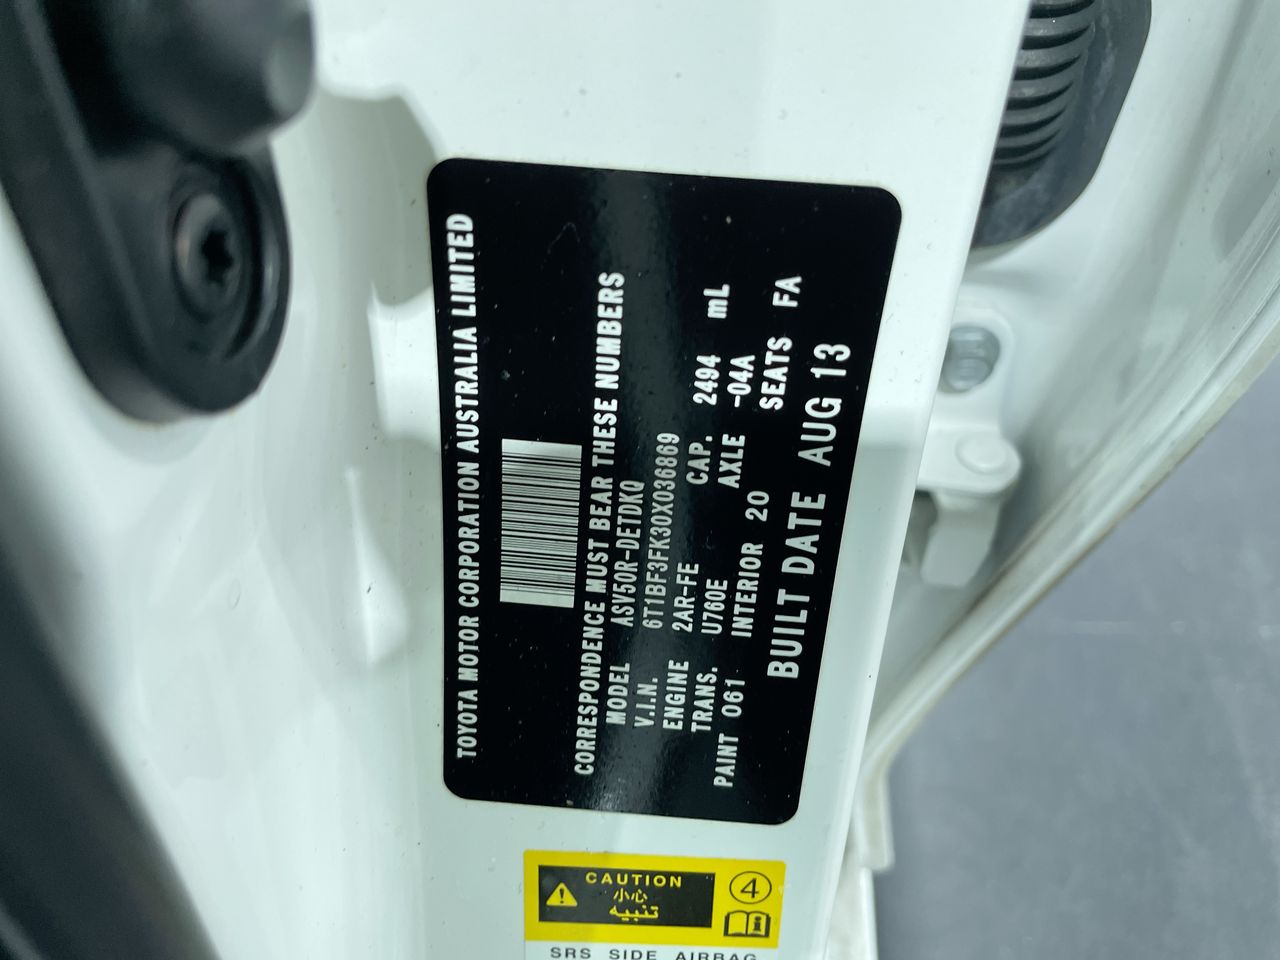 TOYOTA MOTOR CORPORATION AUSTRALIA LIMITED
CORRESPONDENCE MUST BEAR THESE NUMBERS
MODEL ASV50R-DETDKQ
V.I.N. 6T1BF3FK30X036869
ENGINE 2AR-FE CAP. 2494 mL
TRANS. U760E AXLE -04A
PAINT 061 INTERIOR 20 SEATS FA
BUILT DATE AUG 13
CAUTION
小心
تنبيه
4
SRS SIDE AIRBAG